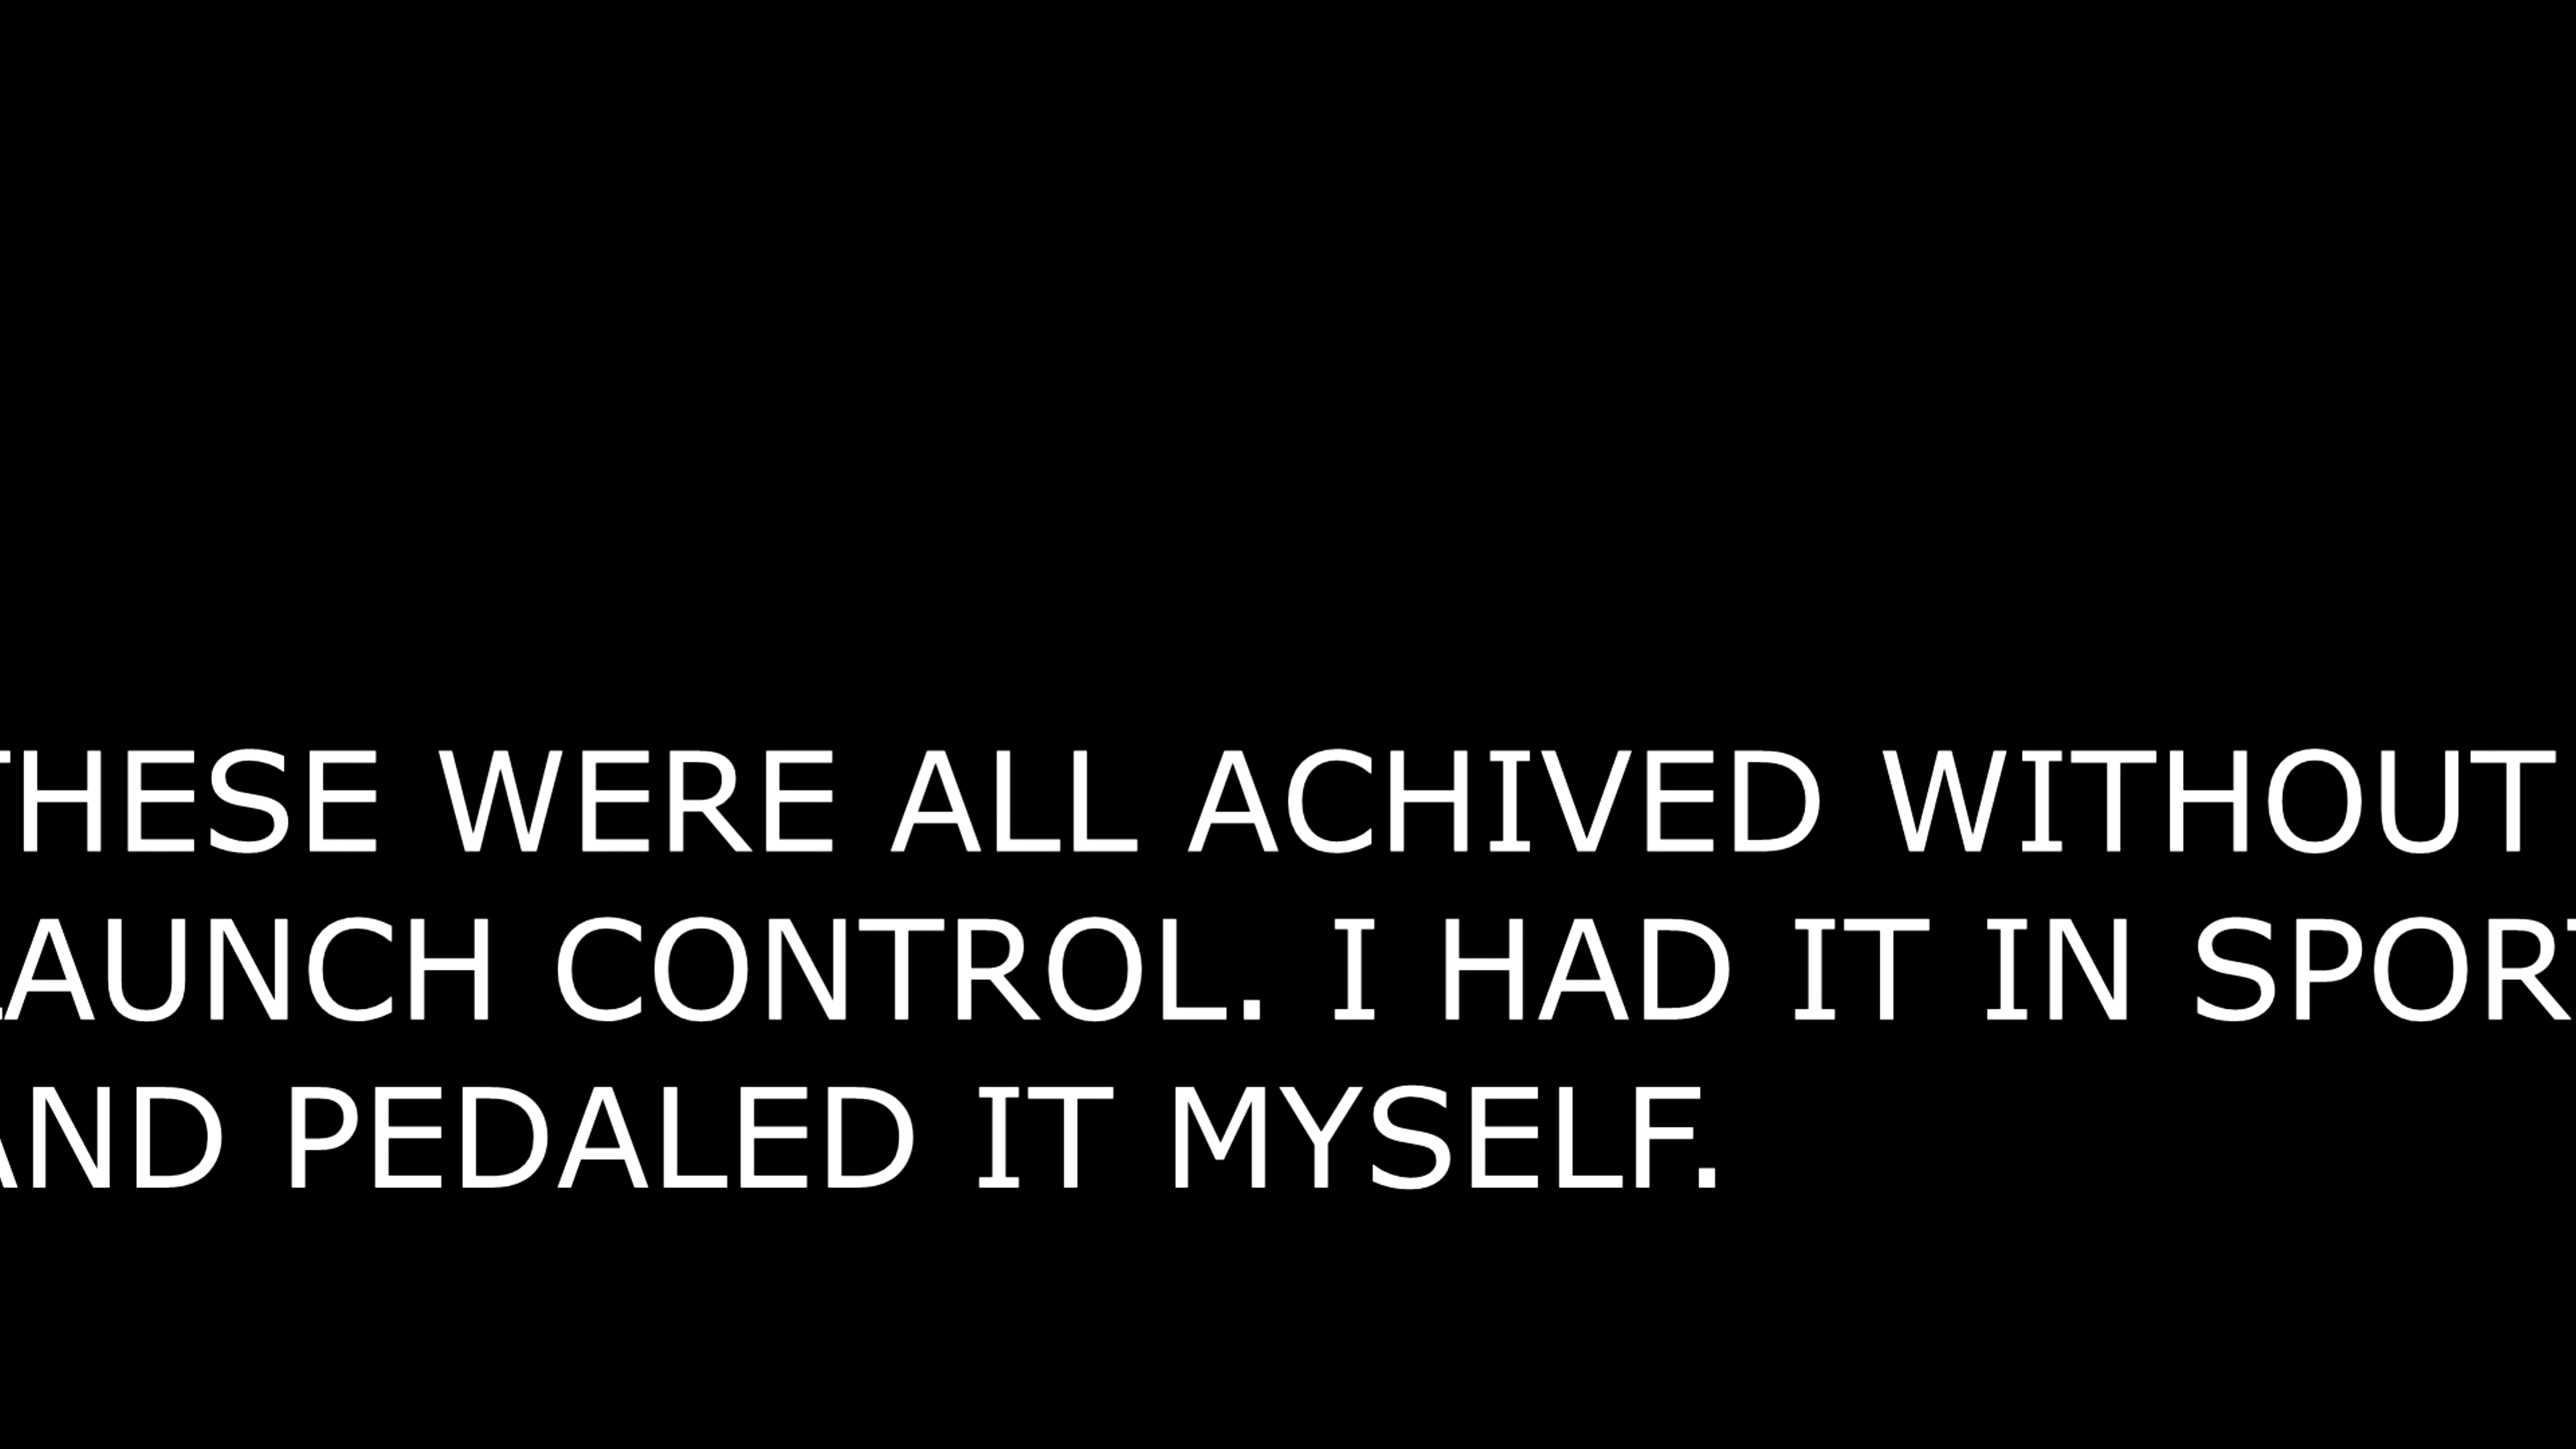 THESE WERE ALL ACHIVED WITHOUT
LAUNCH CONTROL. I HAD IT IN SPORT
AND PEDALED IT MYSELF.